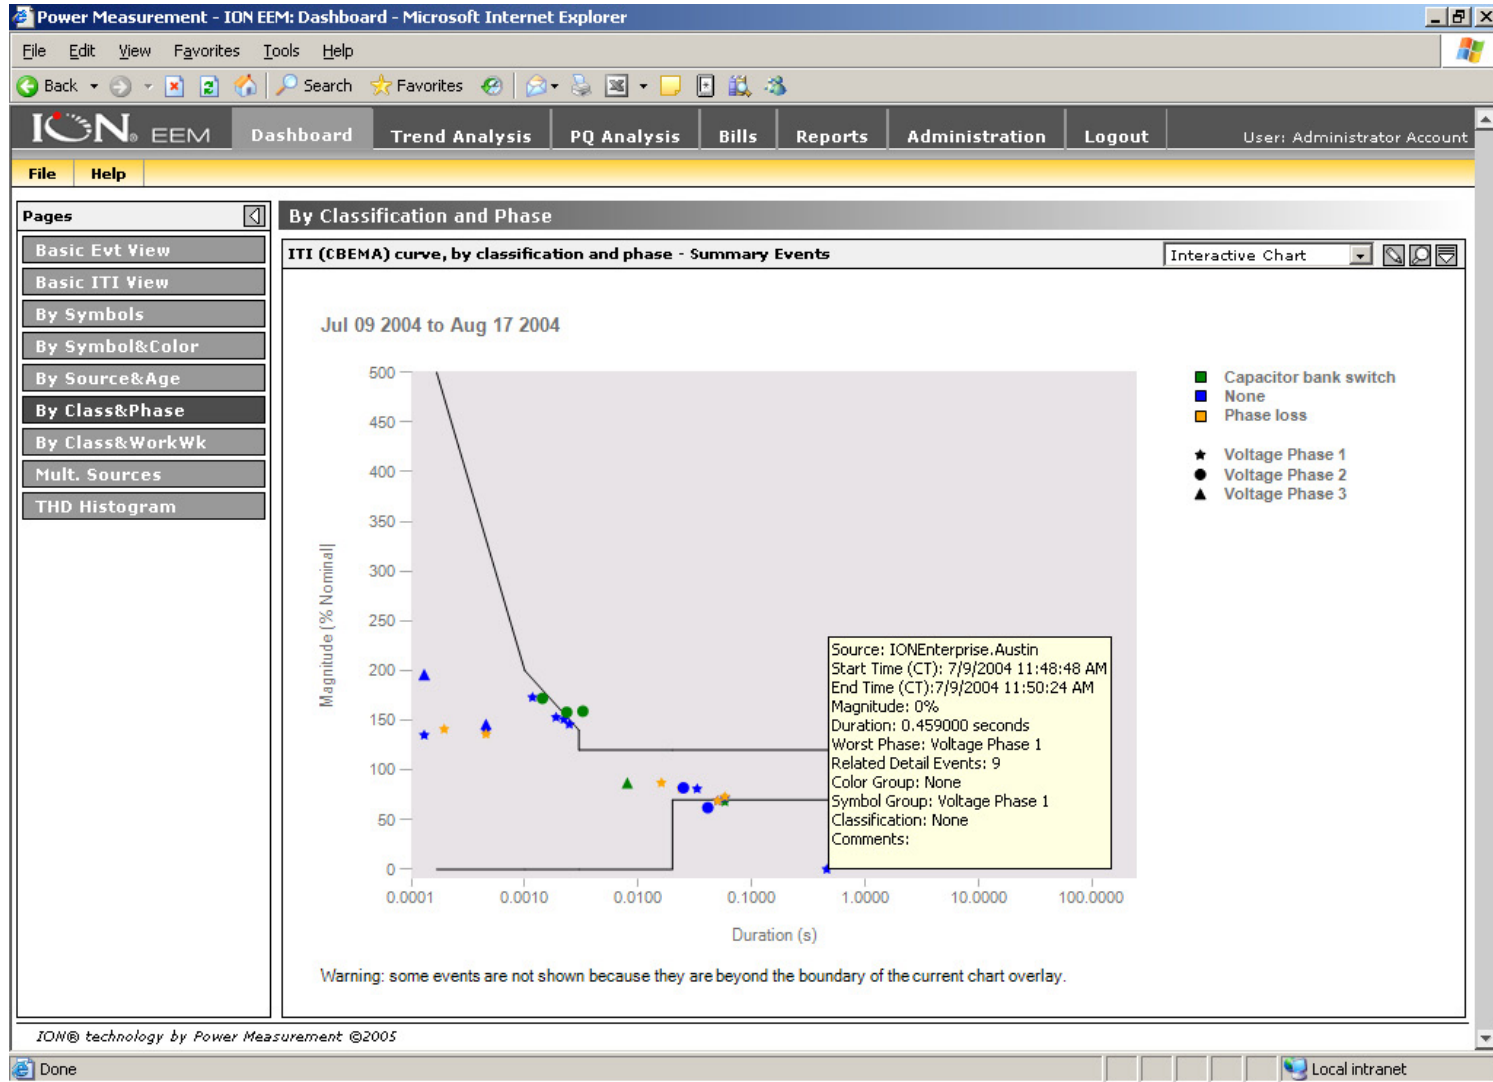 Power Measurement - ION EEM: Dashboard - Microsoft Internet Explorer
File Edit View Favorites Tools Help
Back Search Favorites
ION® EEM Dashboard Trend Analysis PQ Analysis Bills Reports Administration Logout User: Administrator Account
File Help
Pages
Basic Evt View
Basic ITI View
By Symbols
By Symbol&Color
By Source&Age
By Class&Phase
By Class&WorkWk
Mult. Sources
THD Histogram
By Classification and Phase
ITI (CBEMA) curve, by classification and phase - Summary Events Interactive Chart
Jul 09 2004 to Aug 17 2004
500
450
400
350
300
250
200
150
100
50
0
Magnitude (% Nominal)
0.0001 0.0010 0.0100 0.1000 1.0000 10.0000 100.0000
Duration (s)
Capacitor bank switch
None
Phase loss
Voltage Phase 1
Voltage Phase 2
Voltage Phase 3
Source: IONEnterprise.Austin
Start Time (CT): 7/9/2004 11:48:48 AM
End Time (CT):7/9/2004 11:50:24 AM
Magnitude: 0%
Duration: 0.459000 seconds
Worst Phase: Voltage Phase 1
Related Detail Events: 9
Color Group: None
Symbol Group: Voltage Phase 1
Classification: None
Comments:
Warning: some events are not shown because they are beyond the boundary of the current chart overlay.
ION® technology by Power Measurement ©2005
Done Local intranet